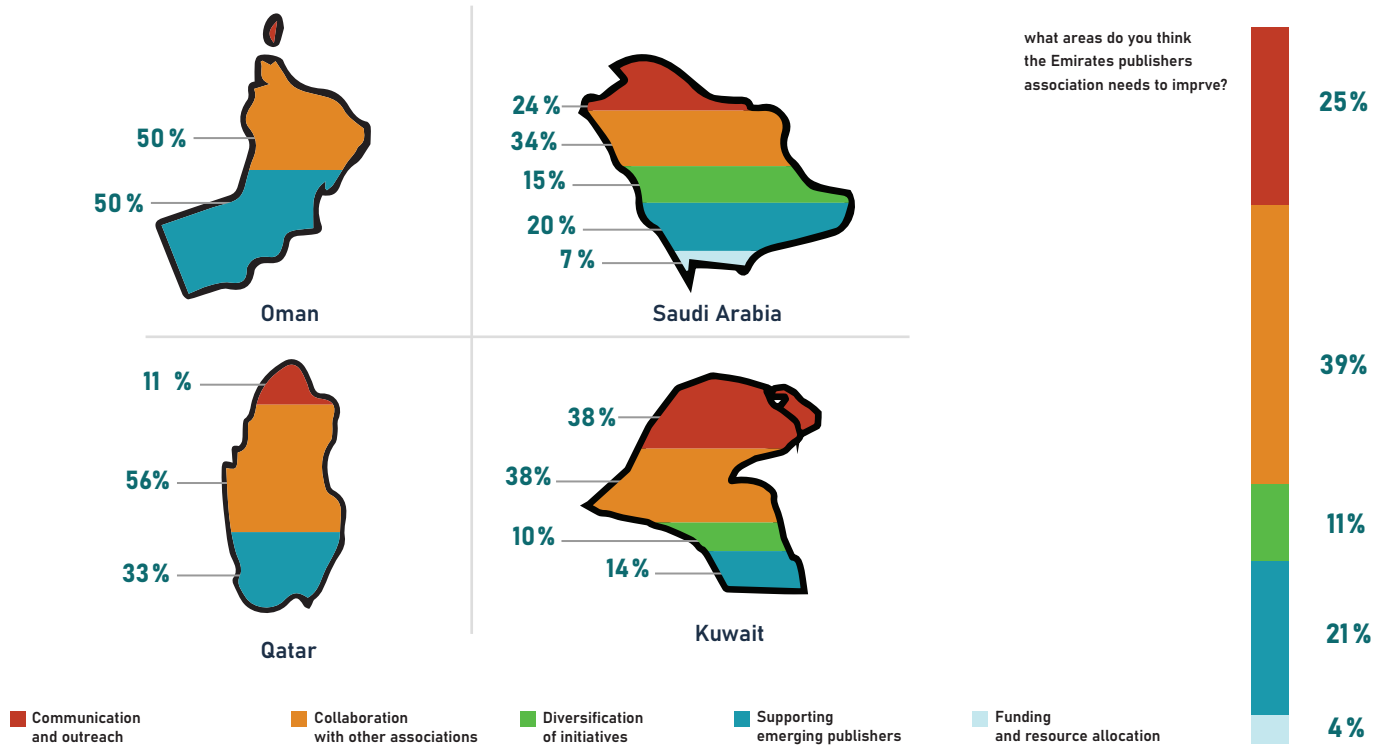 what areas do you think
the Emirates publishers
association needs to imprve?
50 %
50 %
Oman
24 %
34%
15%
20 %
7 %
Saudi Arabia
11 %
56%
33%
Qatar
38 %
38%
10 %
14 %
Kuwait
25 %
39%
11%
21 %
4 %
Communication
and outreach
Collaboration
with other associations
Diversification
of initiatives
Supporting
emerging publishers
Funding
and resource allocation